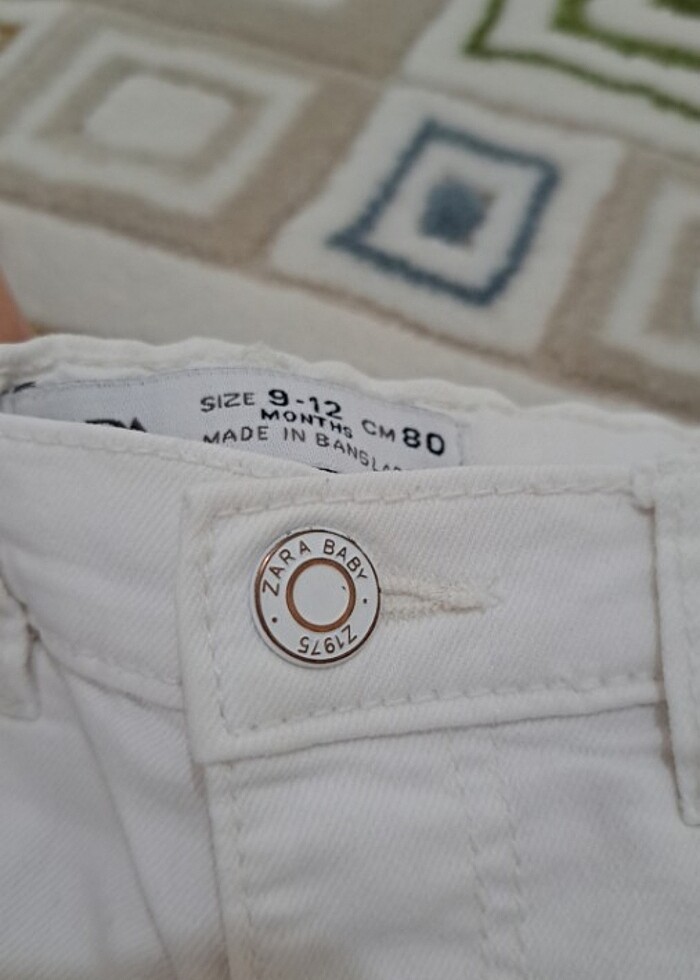 SIZE 9-12
MONTHS CM 80
MADE IN
ZARA BABY
Z1975